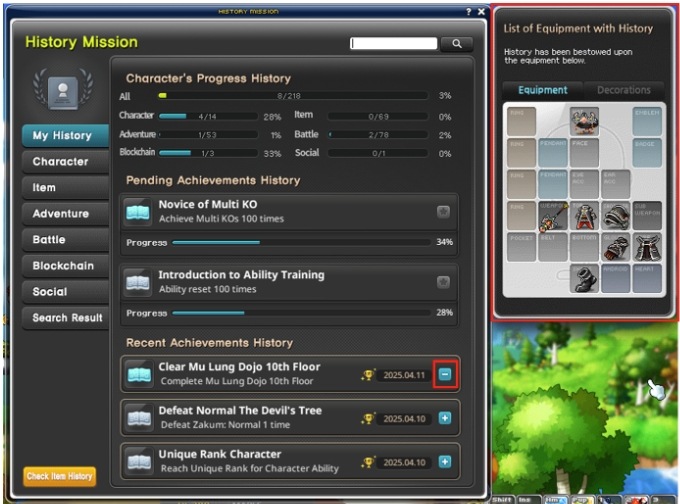 HISTORY MISSION
? X
History Mission
My History
Character
Item
Adventure
Battle
Blockchain
Social
Search Result
Check Item History
Character's Progress History
All 8/218 3%
Character 4/14 28% Item 0/69 0%
Adventure 1/53 1% Battle 2/78 2%
Blockchain 1/3 33% Social 0/1 0%
Pending Achievements History
Novice of Multi KO
Achieve Multi KOs 100 times
Progress 34%
Introduction to Ability Training
Ability reset 100 times
Progress 28%
Recent Achievements History
Clear Mu Lung Dojo 10th Floor
Complete Mu Lung Dojo 10th Floor
2025.04.11
Defeat Normal The Devil's Tree
Defeat Zakum: Normal 1 time
2025.04.10
Unique Rank Character
Reach Unique Rank for Character Ability
2025.04.10
List of Equipment with History
History has been bestowed upon
the equipment below.
Equipment Decorations
RING EMBLEM
RING PENDANT FACE BADGE
RING PENDANT EYE ACC EAR ACC
RING WEAPON SUB WEAPON
POCKET BELT BOTTOM
ANDROID HEART
Shift Ins